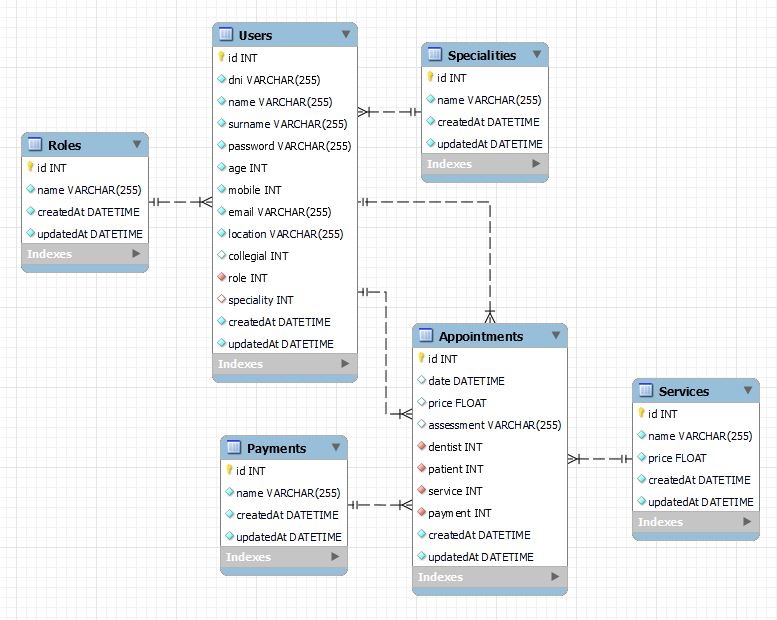 Users
id INT
dni VARCHAR(255)
name VARCHAR(255)
surname VARCHAR(255)
password VARCHAR(255)
age INT
mobile INT
email VARCHAR(255)
location VARCHAR(255)
collegial INT
role INT
speciality INT
createdAt DATETIME
updatedAt DATETIME
Indexes
Specialities
id INT
name VARCHAR(255)
createdAt DATETIME
updatedAt DATETIME
Indexes
Roles
id INT
name VARCHAR(255)
createdAt DATETIME
updatedAt DATETIME
Indexes
Appointments
id INT
date DATETIME
price FLOAT
assessment VARCHAR(255)
dentist INT
patient INT
service INT
payment INT
createdAt DATETIME
updatedAt DATETIME
Indexes
Services
id INT
name VARCHAR(255)
price FLOAT
createdAt DATETIME
updatedAt DATETIME
Indexes
Payments
id INT
name VARCHAR(255)
createdAt DATETIME
updatedAt DATETIME
Indexes